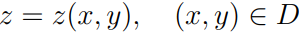 z = z(x, y), (x, y) ∈ D